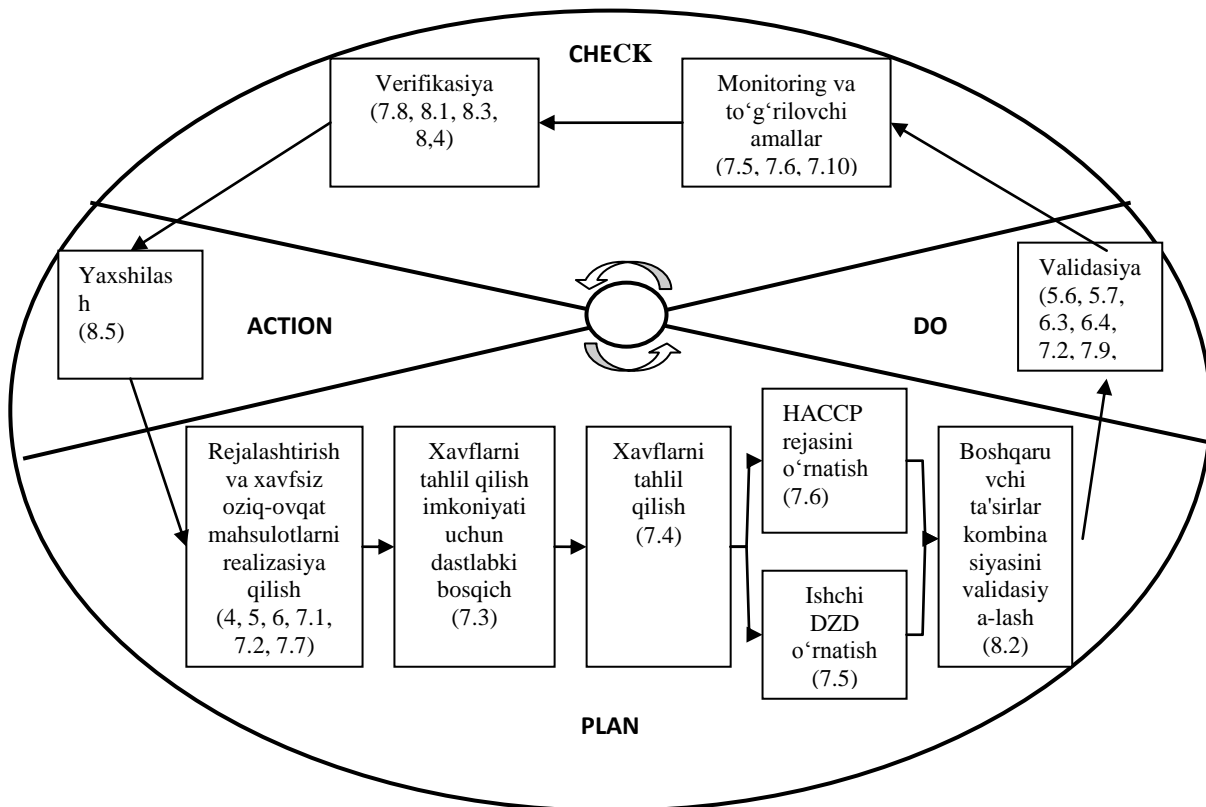 CHECK
Verifikasiya
(7.8, 8.1, 8.3,
8,4)
Monitoring va
to‘g‘rilovchi
amallar
(7.5, 7.6, 7.10)
Yaxshilas
h
(8.5)
ACTION
DO
Validasiya
(5.6, 5.7,
6.3, 6.4,
7.2, 7.9,
Rejalashtirish
va xavfsiz
oziq-ovqat
mahsulotlarni
realizasiya
qilish
(4, 5, 6, 7.1,
7.2, 7.7)
Xavflarni
tahlil qilish
imkoniyati
uchun
dastlabki
bosqich
(7.3)
Xavflarni
tahlil
qilish
(7.4)
HACCP
rejasini
o‘rnatish
(7.6)
Ishchi
DZD
o‘rnatish
(7.5)
Boshqaru
vchi
ta'sirlar
kombina
siyasini
validasiy
a-lash
(8.2)
PLAN